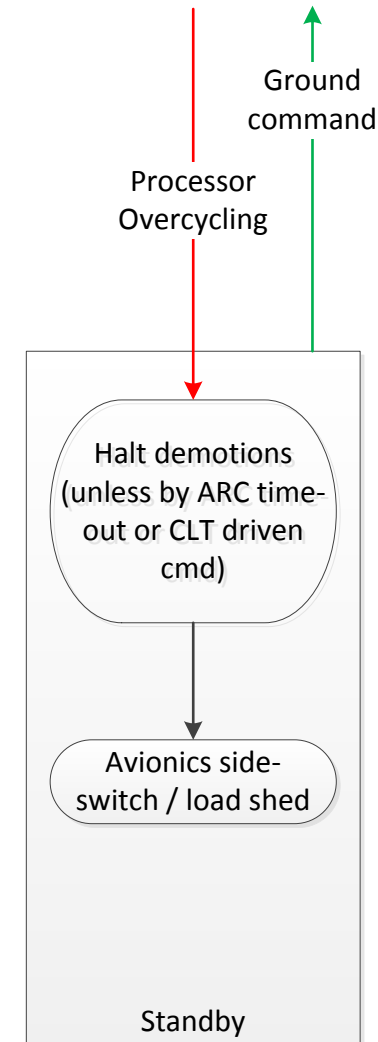 Ground
command
Processor
Overcycling
Halt demotions
(unless by ARC time-
out or CLT driven
cmd)
Avionics side-
switch / load shed
Standby